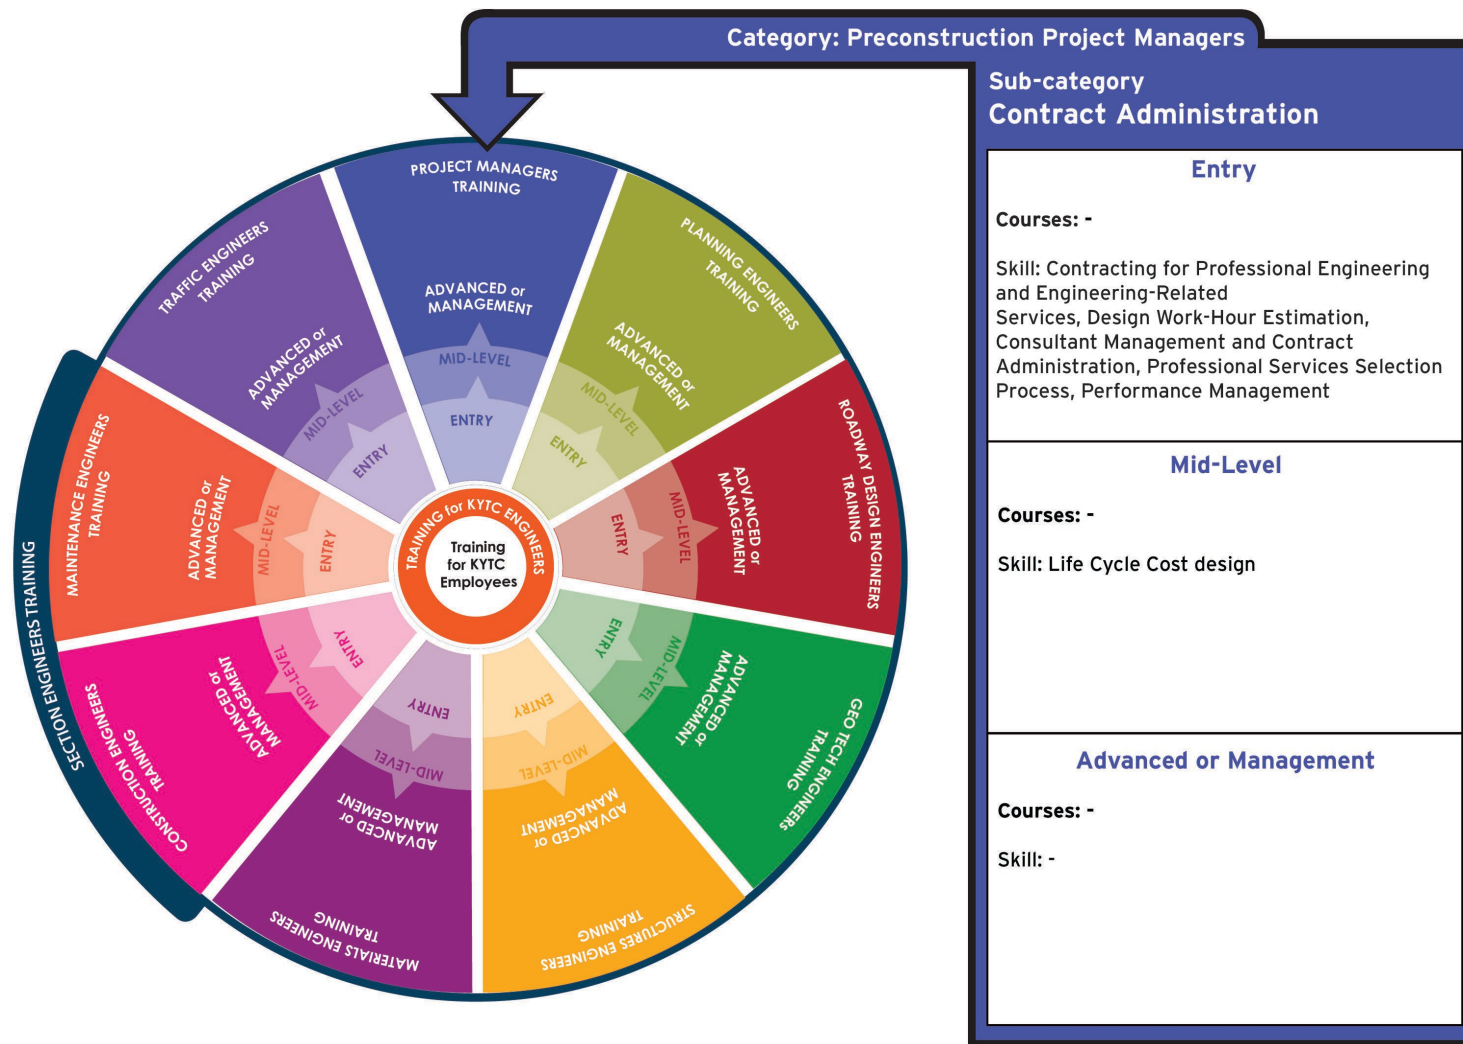 Category: Preconstruction Project Managers
Sub-category
Contract Administration
Entry
Courses: -
Skill: Contracting for Professional Engineering
and Engineering-Related
Services, Design Work-Hour Estimation,
Consultant Management and Contract
Administration, Professional Services Selection
Process, Performance Management
Mid-Level
Courses: -
Skill: Life Cycle Cost design
Advanced or Management
Courses: -
Skill: -
PROJECT MANAGERS
TRAINING
ADVANCED or
MANAGEMENT
MID-LEVEL
ENTRY
PLANNING ENGINEERS
TRAINING
ADVANCED or
MANAGEMENT
MID-LEVEL
ENTRY
ROADWAY DESIGN ENGINEERS
TRAINING
ADVANCED or
MANAGEMENT
MID-LEVEL
ENTRY
GEO TECH ENGINEERs
TRAINING
ADVANCED or
MANAGEMENT
MID-LEVEL
ENTRY
STRUCTURES ENGINEERS
TRAINING
ADVANCED or
MANAGEMENT
MID-LEVEL
ENTRY
MATERIALS ENGINEERS
TRAINING
ADVANCED or
MANAGEMENT
MID-LEVEL
ENTRY
CONSTRUCTION ENGINEERS
TRAINING
ADVANCED or
MANAGEMENT
MID-LEVEL
ENTRY
MAINTENANCE ENGINEERS
TRAINING
ADVANCED or
MANAGEMENT
MID-LEVEL
ENTRY
TRAFFIC ENGINEERS
TRAINING
ADVANCED or
MANAGEMENT
MID-LEVEL
ENTRY
SECTION ENGINEERS TRAINING
TRAINING for KYTC ENGINEERS
Training
for KYTC
Employees